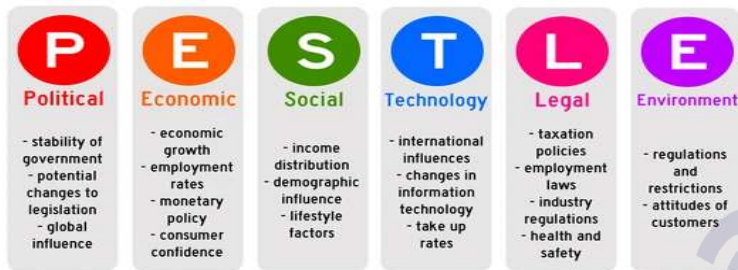 P
Political
- stability of
government
- potential
changes to
legislation
- global
influence
E
Economic
- economic
growth
- employment
rates
- monetary
policy
- consumer
confidence
S
Social
- income
distribution
- demographic
influence
- lifestyle
factors
T
Technology
- international
influences
- changes in
information
technology
- take up
rates
L
Legal
- taxation
policies
- employment
laws
- industry
regulations
- health and
safety
E
Environment
- regulations
and
restrictions
- attitudes of
customers